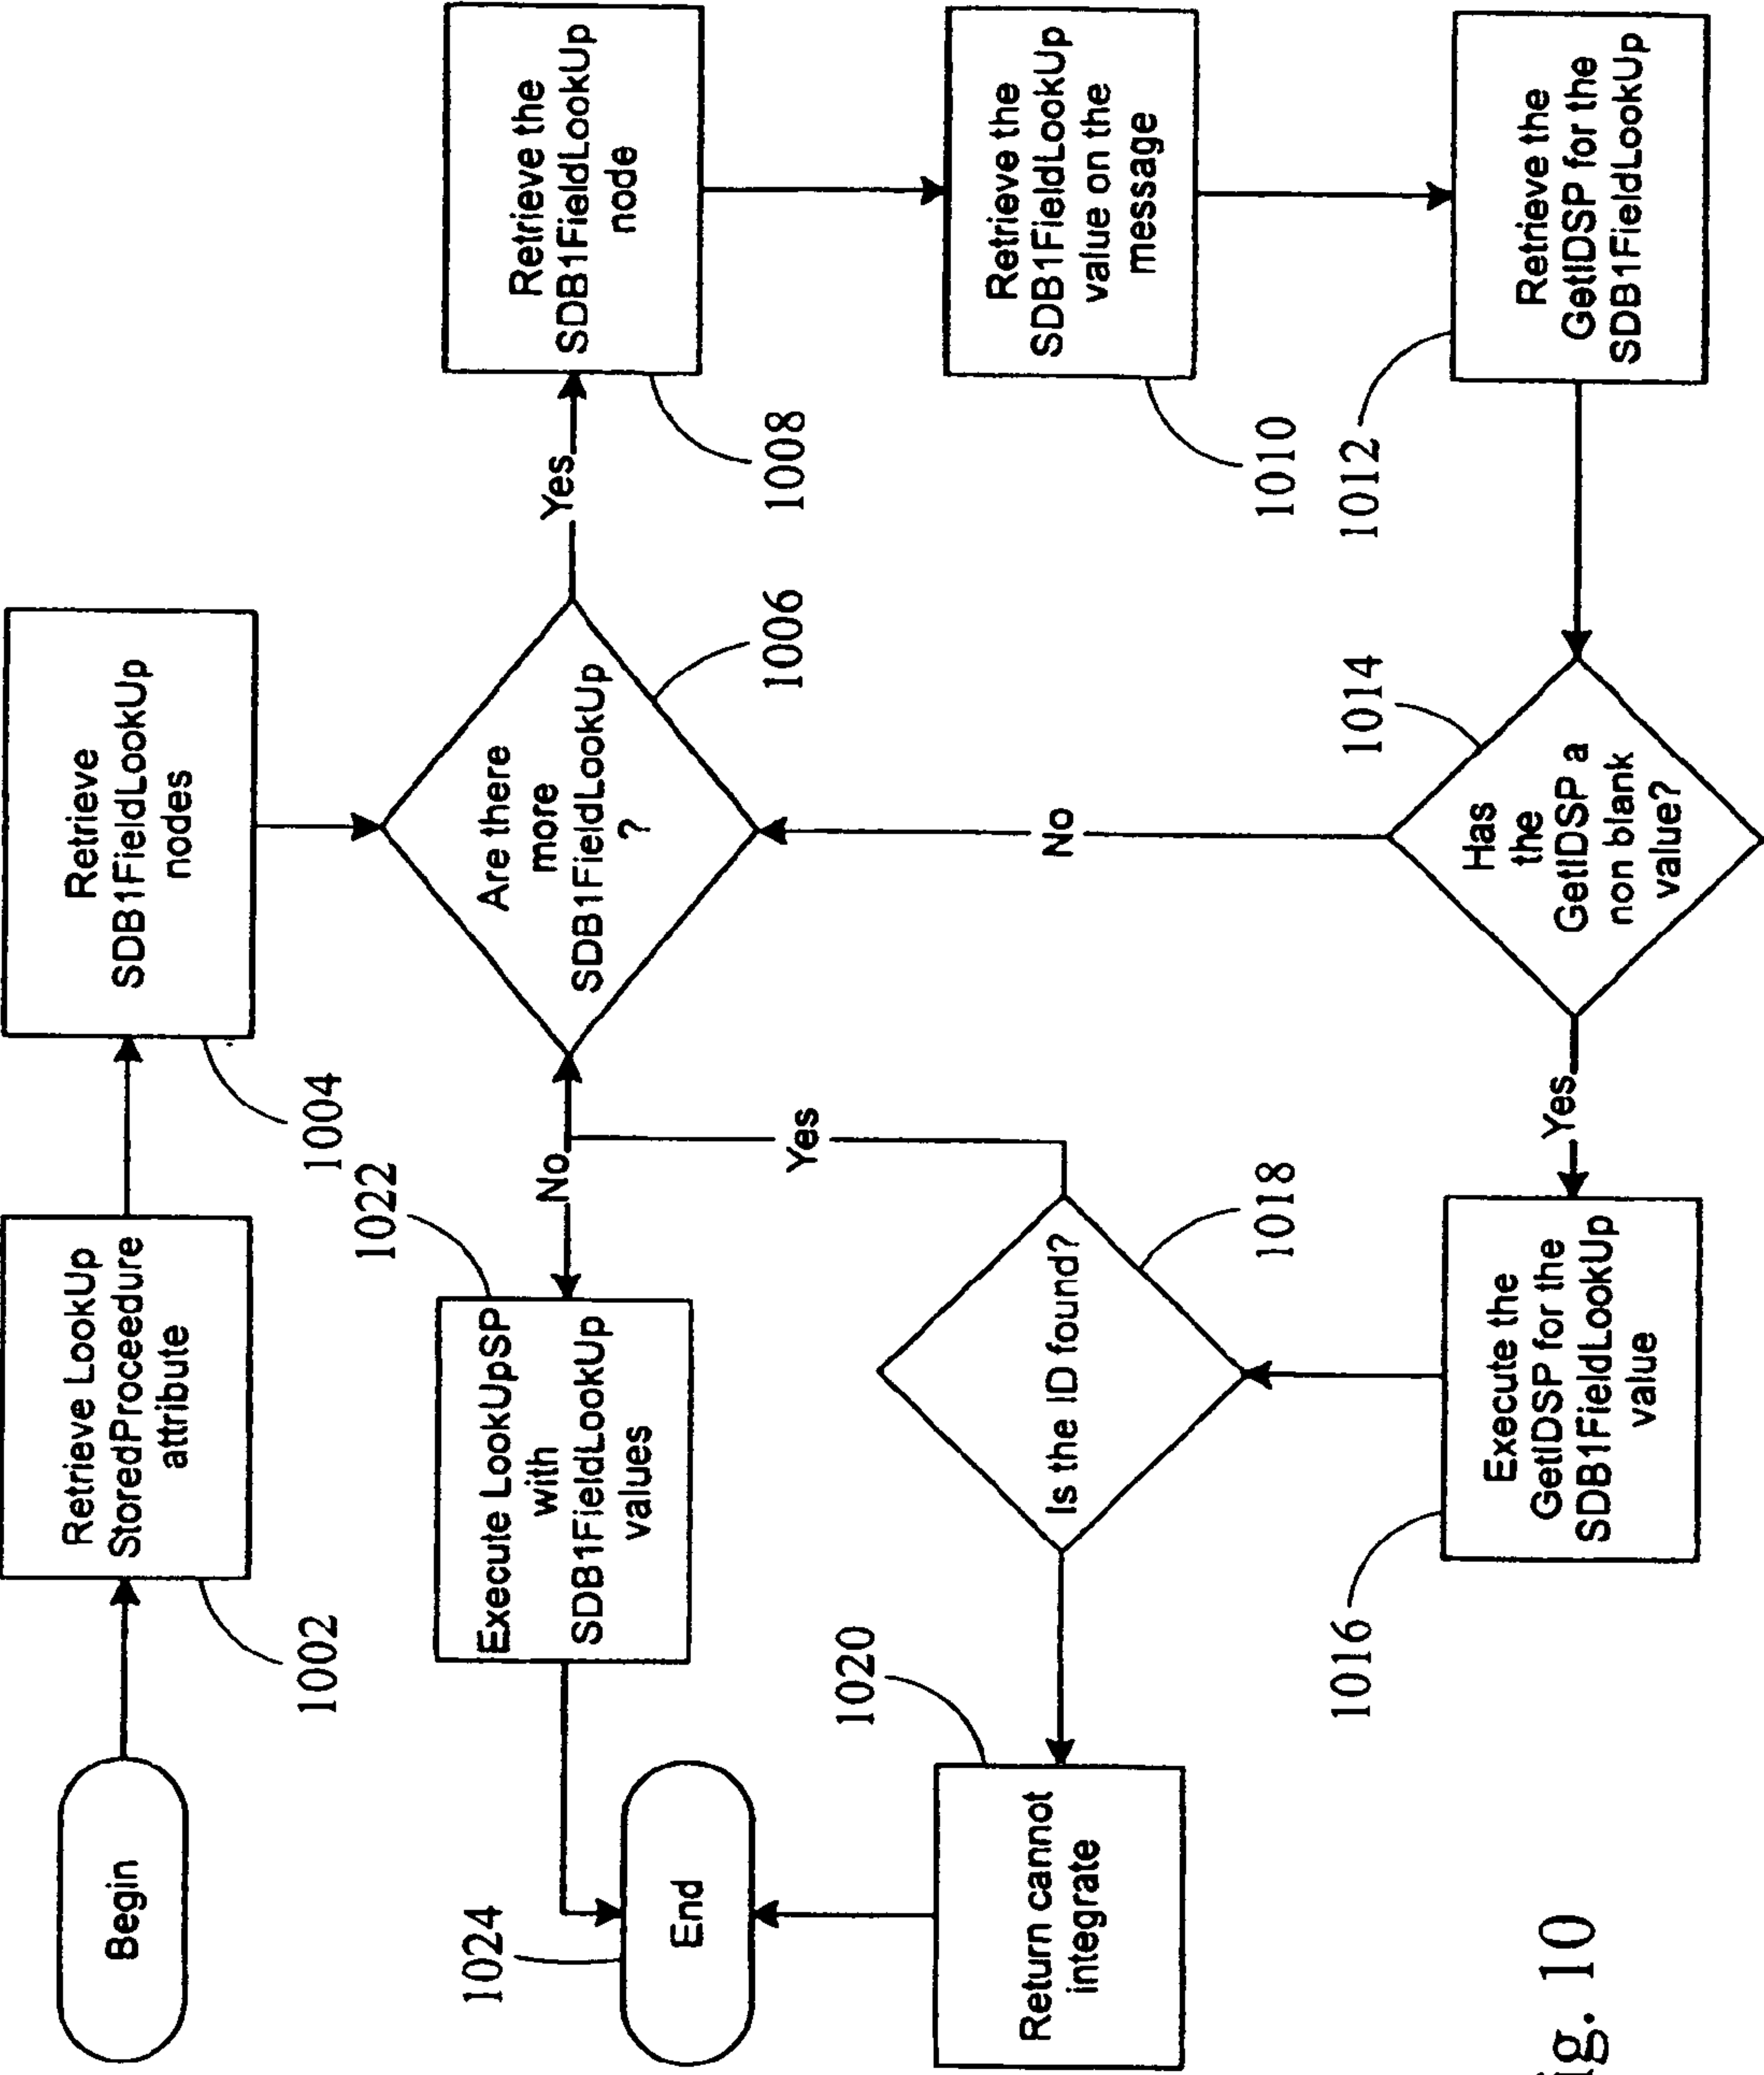 Begin
1002
Retrieve LookUp
StoredProceedure
attribute
1004
Retrieve
SDB1FieldLookUp
nodes
Are there
more
SDB1FieldLookUp
?
1006
Yes
Retrieve the
SDB1FieldLookUp
node
1008
Retrieve the
SDB1FieldLookUp
value on the
message
1010
1012
Retrieve the
GetIDSP for the
SDB1FieldLookUp
1014
Has
the
GetIDSP a
non blank
value?
No
Yes
Execute the
GetIDSP for the
SDB1FieldLookUp
value
1016
Is the ID found?
1018
Yes
1020
Return cannot
integrate
No
1022
Execute LookUpSP
with
SDB1FieldLookUp
values
1024
End
ig. 10